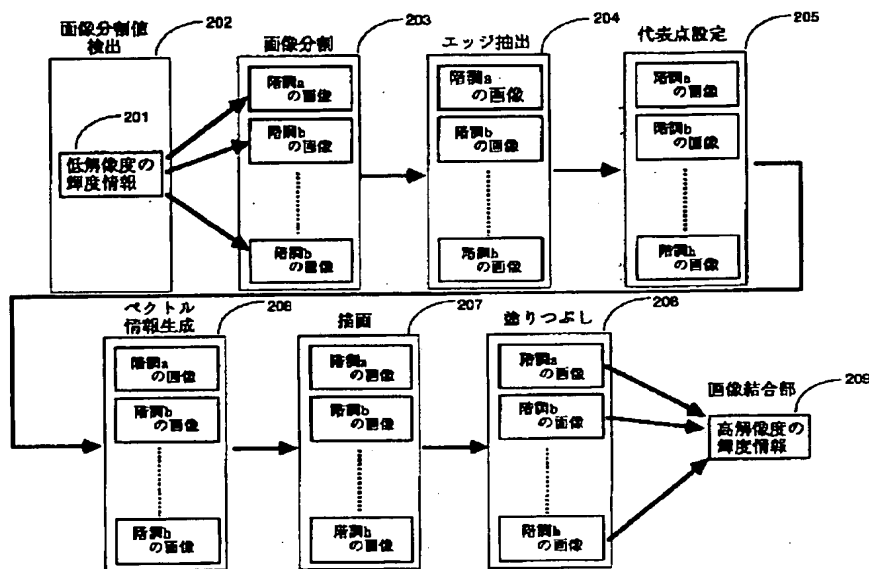 画像分割値
検出
202
201
低解像度の
輝度情報
画像分割
203
階調a
の画像
階調b
の画像
階調b
の画像
エッジ抽出
204
階調a
の画像
階調b
の画像
階調b
の画像
代表点設定
205
階調a
の画像
階調b
の画像
階調h
の画像
ベクトル
情報生成
206
階調a
の画像
階調b
の画像
階調b
の画像
描画
207
階調a
の画像
階調b
の画像
階調b
の画像
塗りつぶし
208
階調a
の画像
階調b
の画像
階調h
の画像
画像結合部
209
高解像度の
輝度情報